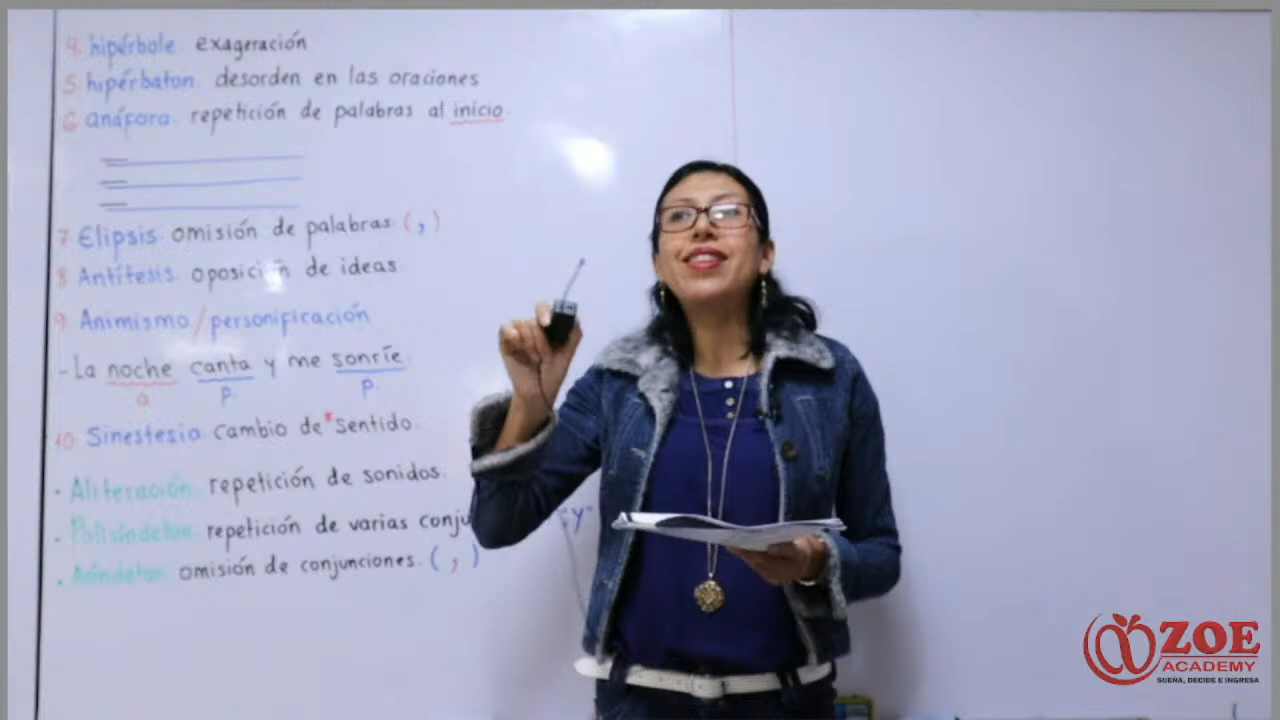 4. hipérbole. exageración
5. hipérbaton. desorden en las oraciones
6 anáfora. repetición de palabras al inicio.
7 Elipsis. omisión de palabras. ( , )
8 Antítesis. oposición de ideas
9 Animismo / personificación
- La noche canta y me sonríe.
a p. p.
10 Sinestesia. cambio de * sentido.
. Aliteración. repetición de sonidos.
. Polisíndeton. repetición de varias conju "y"
. Asíndeton. omisión de conjunciones. ( , )
ZOE
ACADEMY
SUEÑA, DECIDE E INGRESA